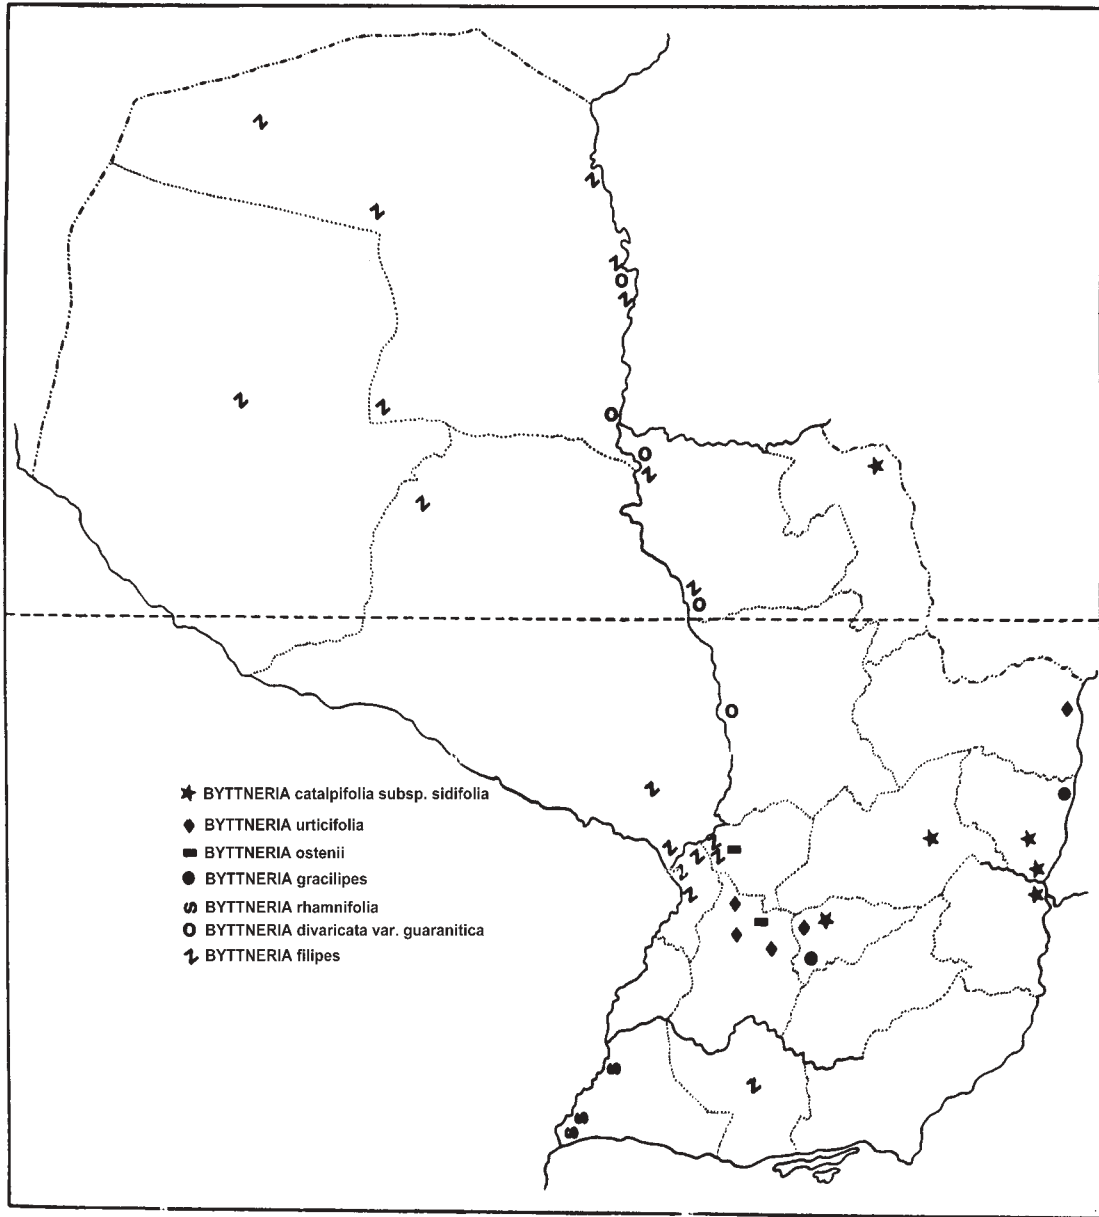 BYTTNERIA catalpifolia subsp. sidifolia
BYTTNERIA urticifolia
BYTTNERIA ostenii
BYTTNERIA gracilipes
BYTTNERIA rhamnifolia
BYTTNERIA divaricata var. guaranitica
BYTTNERIA filipes